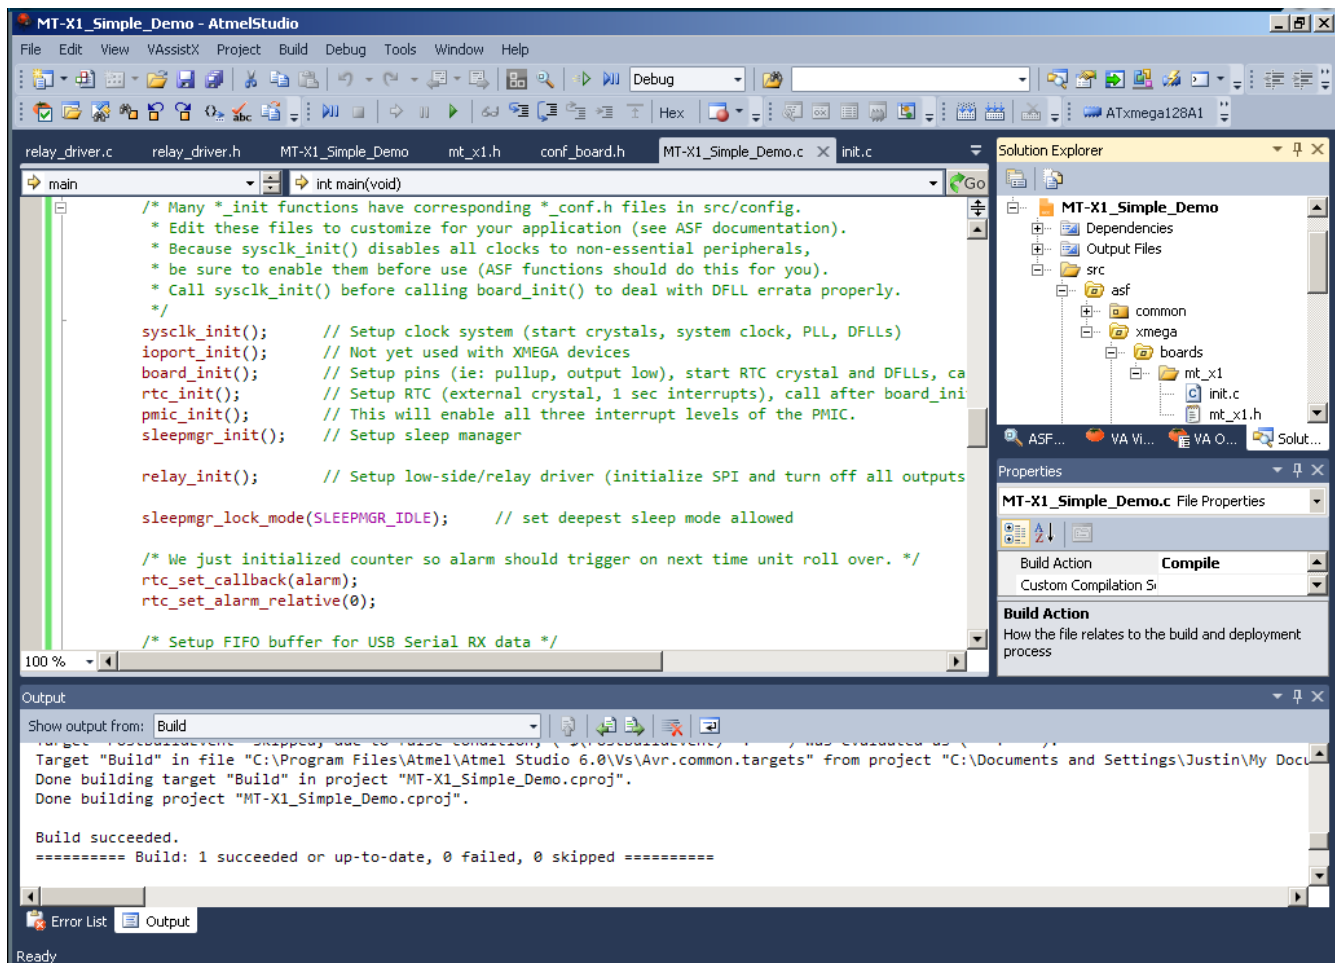 MT-X1_Simple_Demo - AtmelStudio
File Edit View VAssistX Project Build Debug Tools Window Help
Debug
Hex
ATxmega128A1
relay_driver.c relay_driver.h MT-X1_Simple_Demo mt_x1.h conf_board.h MT-X1_Simple_Demo.c init.c
main int main(void) Go
/* Many *_init functions have corresponding *_conf.h files in src/config.
* Edit these files to customize for your application (see ASF documentation).
* Because sysclk_init() disables all clocks to non-essential peripherals,
* be sure to enable them before use (ASF functions should do this for you).
* Call sysclk_init() before calling board_init() to deal with DFLL errata properly.
*/
sysclk_init(); // Setup clock system (start crystals, system clock, PLL, DFLLs)
ioport_init(); // Not yet used with XMEGA devices
board_init(); // Setup pins (ie: pullup, output low), start RTC crystal and DFLLs, ca
rtc_init(); // Setup RTC (external crystal, 1 sec interrupts), call after board_ini
pmic_init(); // This will enable all three interrupt levels of the PMIC.
sleepmgr_init(); // Setup sleep manager
relay_init(); // Setup low-side/relay driver (initialize SPI and turn off all outputs
sleepmgr_lock_mode(SLEEPMGR_IDLE); // set deepest sleep mode allowed
/* We just initialized counter so alarm should trigger on next time unit roll over. */
rtc_set_callback(alarm);
rtc_set_alarm_relative(0);
/* Setup FIFO buffer for USB Serial RX data */
100 %
Solution Explorer
MT-X1_Simple_Demo
Dependencies
Output Files
src
asf
common
xmega
boards
mt_x1
init.c
mt_x1.h
ASF... VA Vi... VA O... Solut...
Properties
MT-X1_Simple_Demo.c File Properties
Build Action Compile
Custom Compilation S
Build Action
How the file relates to the build and deployment
process
Output
Show output from: Build
Target "PostBuildEvent" skipped, due to false condition; ( '$(PostBuildEvent)' != '' ) was evaluated as ( '' != '' ).
Target "Build" in file "C:\Program Files\Atmel\Atmel Studio 6.0\Vs\Avr.common.targets" from project "C:\Documents and Settings\Justin\My Docu
Done building target "Build" in project "MT-X1_Simple_Demo.cproj".
Done building project "MT-X1_Simple_Demo.cproj".
Build succeeded.
========== Build: 1 succeeded or up-to-date, 0 failed, 0 skipped ==========
Error List Output
Ready